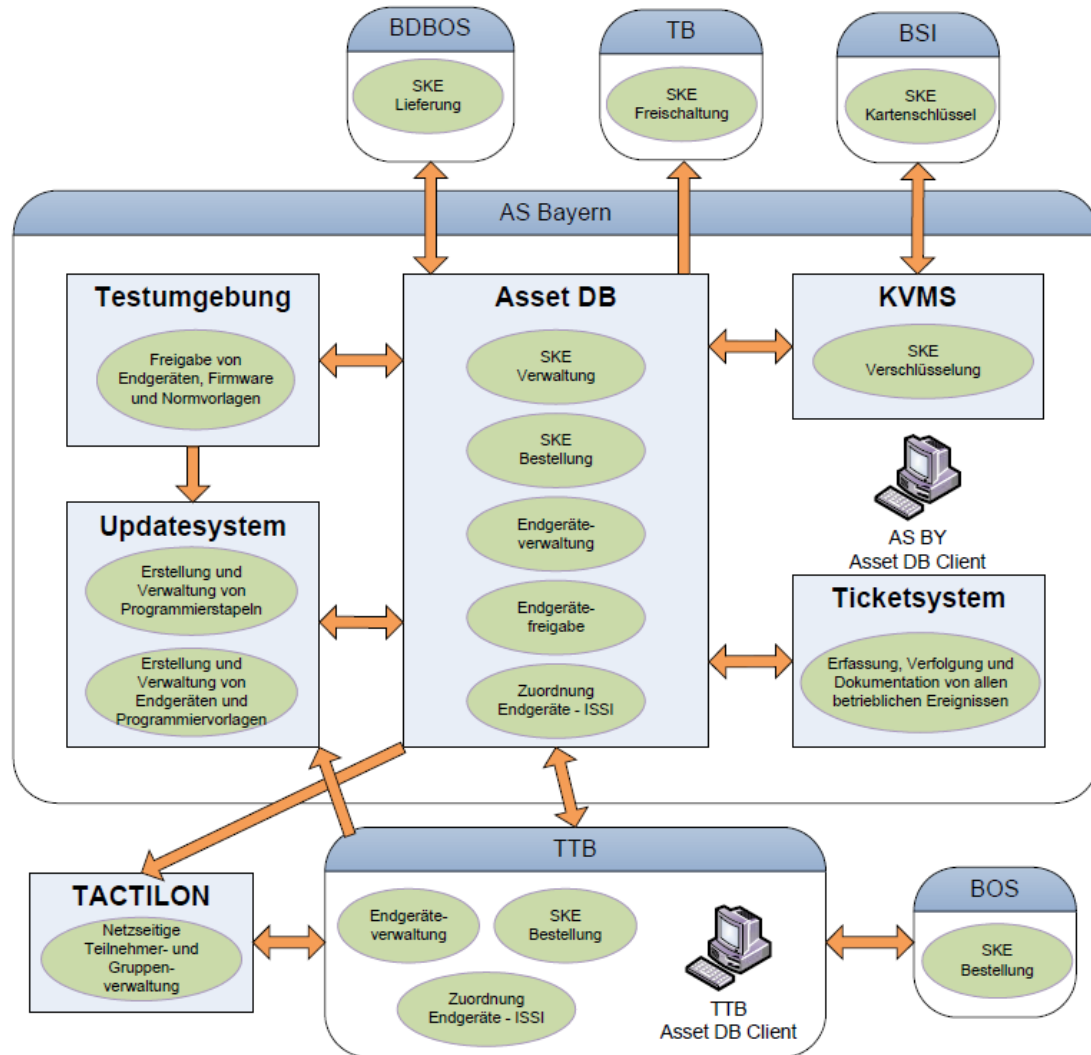 BDBOS
SKE
Lieferung
TB
SKE
Freischaltung
BSI
SKE
Kartenschlüssel
AS Bayern
Testumgebung
Freigabe von
Endgeräten, Firmware
und Normvorlagen
Asset DB
SKE
Verwaltung
SKE
Bestellung
Endgeräte-
verwaltung
Endgeräte-
freigabe
Zuordnung
Endgeräte - ISSI
KVMS
SKE
Verschlüsselung
AS BY
Asset DB Client
Updatesystem
Erstellung und
Verwaltung von
Programmierstapeln
Erstellung und
Verwaltung von
Endgeräten und
Programmiervorlagen
Ticketsystem
Erfassung, Verfolgung und
Dokumentation von allen
betrieblichen Ereignissen
TACTILON
Netzseitige
Teilnehmer- und
Gruppen-
verwaltung
TTB
Endgeräte-
verwaltung
SKE
Bestellung
Zuordnung
Endgeräte - ISSI
TTB
Asset DB Client
BOS
SKE
Bestellung